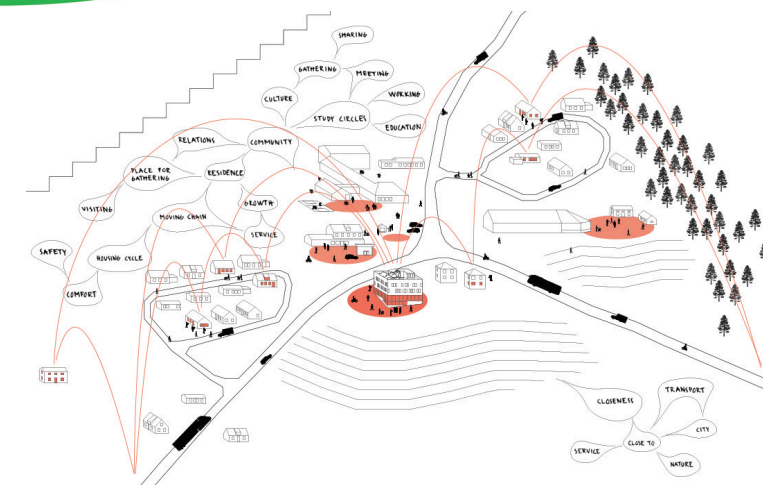 SHARING
GATHERING
MEETING
CULTURE
WORKING
STUDY CIRCLES
EDUCATION
RELATIONS
COMMUNITY
PLACE FOR
GATHERING
RESIDENCE
VISITING
GROWTH
MOVING CHAIN
SERVICE
SAFETY
HOUSING CYCLE
COMFORT
TRANSPORT
CLOSENESS
CITY
CLOSE TO
SERVICE
NATURE